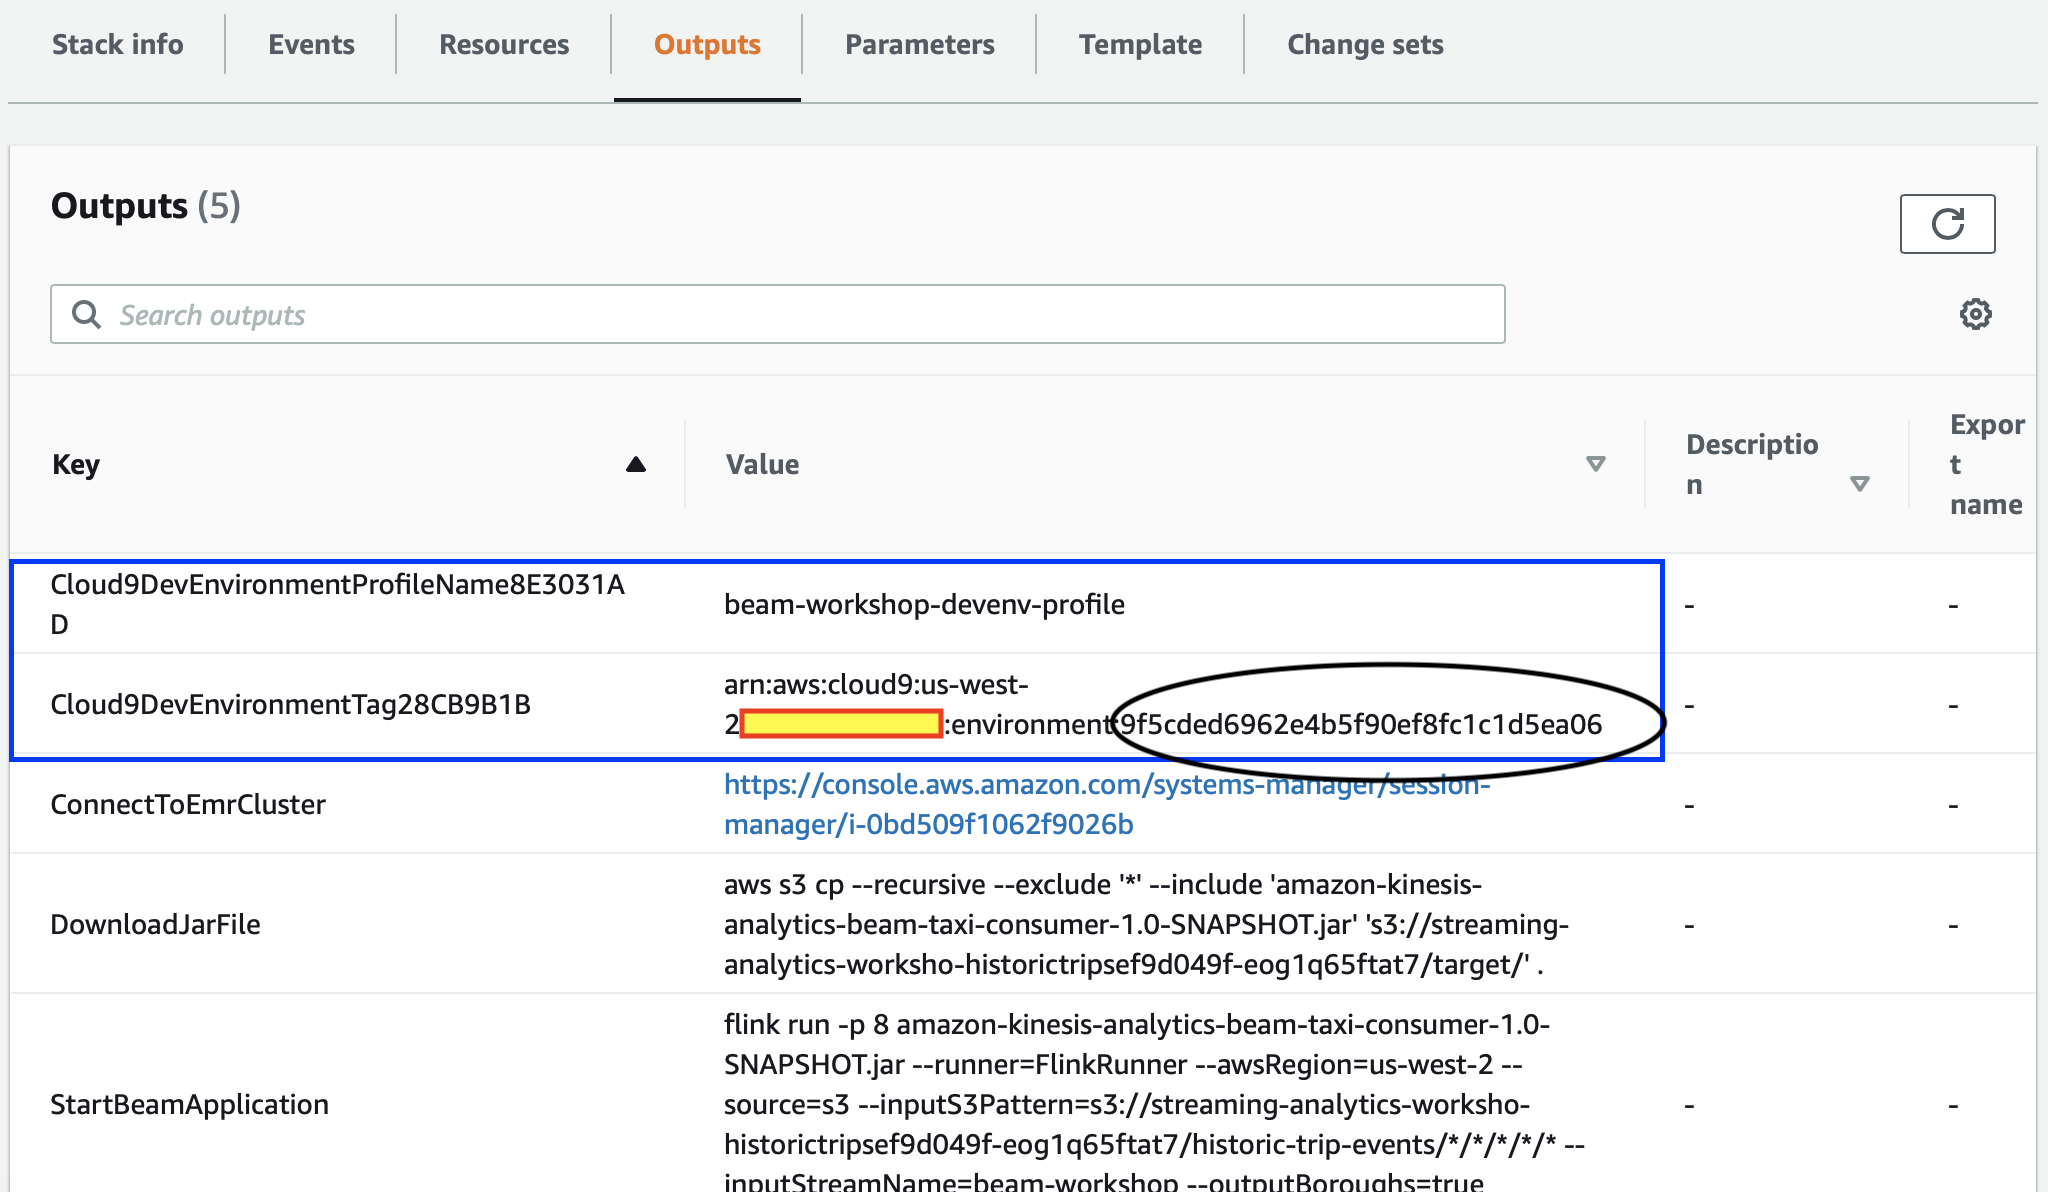 Stack info
Events
Resources
Outputs
Parameters
Template
Change sets
Outputs (5)
Search outputs
Key
Value
Descriptio
n
Expor
t
name
Cloud9DevEnvironmentProfileName8E3031A
D
beam-workshop-devenv-profile
-
-
Cloud9DevEnvironmentTag28CB9B1B
arn:aws:cloud9:us-west-
2 :environment:9f5cded6962e4b5f90ef8fc1c1d5ea06
-
-
ConnectToEmrCluster
https://console.aws.amazon.com/systems-manager/session-
manager/i-0bd509f1062f9026b
-
-
DownloadJarFile
aws s3 cp --recursive --exclude '*' --include 'amazon-kinesis-
analytics-beam-taxi-consumer-1.0-SNAPSHOT.jar' 's3://streaming-
analytics-worksho-historictripsef9d049f-eog1q65ftat7/target/' .
-
-
StartBeamApplication
flink run -p 8 amazon-kinesis-analytics-beam-taxi-consumer-1.0-
SNAPSHOT.jar --runner=FlinkRunner --awsRegion=us-west-2 --
source=s3 --inputS3Pattern=s3://streaming-analytics-worksho-
historictripsef9d049f-eog1q65ftat7/historic-trip-events/*/*/*/*/* --
inputStreamName=beam-workshop --outputBoroughs=true
-
-